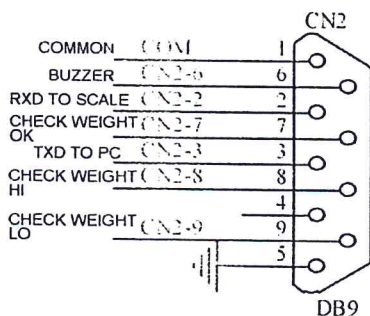 CN2
COMMON COM 1
BUZZER CN2-6 6
RXD TO SCALE CN2-2 2
CHECK WEIGHT OK CN2-7 7
TXD TO PC CN2-3 3
CHECK WEIGHT HI CN2-8 8
4
CHECK WEIGHT LO CN2-9 9
5
DB9